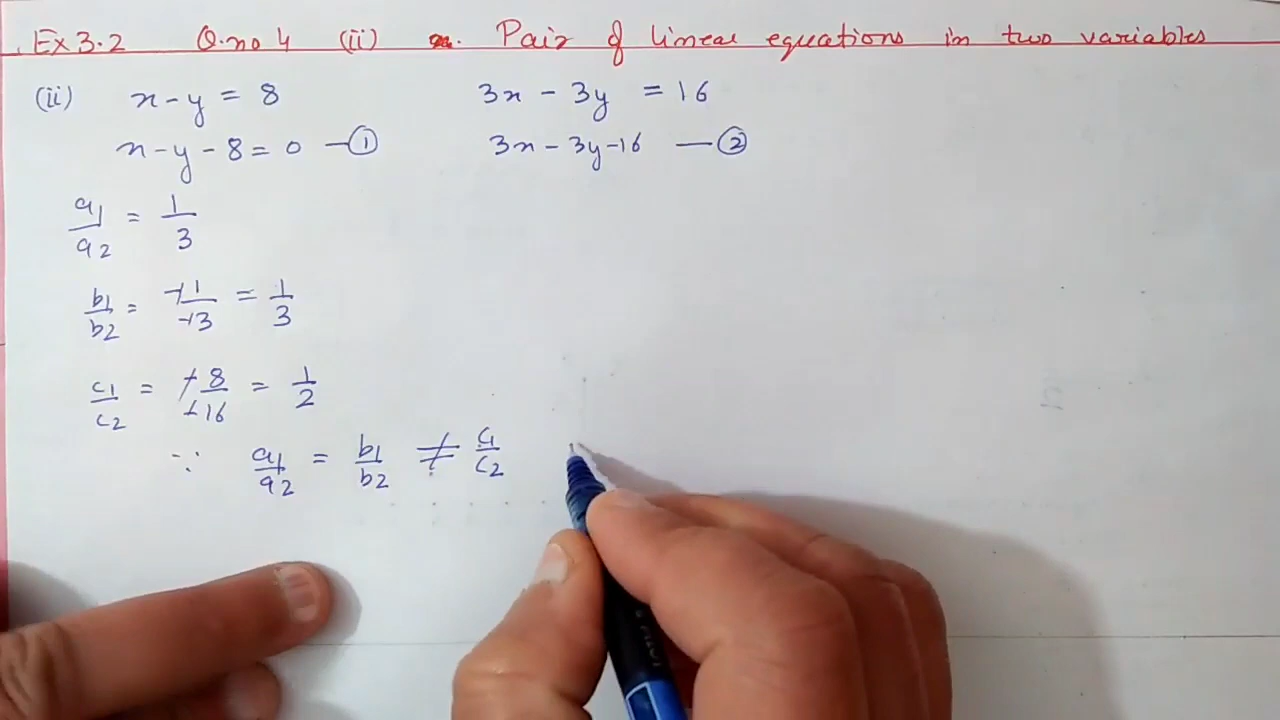 Ex 3.2 Q.no 4 (ii) Pair of linear equations in two variables
(ii) x - y = 8 3x - 3y = 16
x - y - 8 = 0 — ① 3x - 3y - 16 — ②
a1/a2 = 1/3
b1/b2 = -1/-3 = 1/3
c1/c2 = -8/-16 = 1/2
∵ a1/a2 = b1/b2 ≠ c1/c2